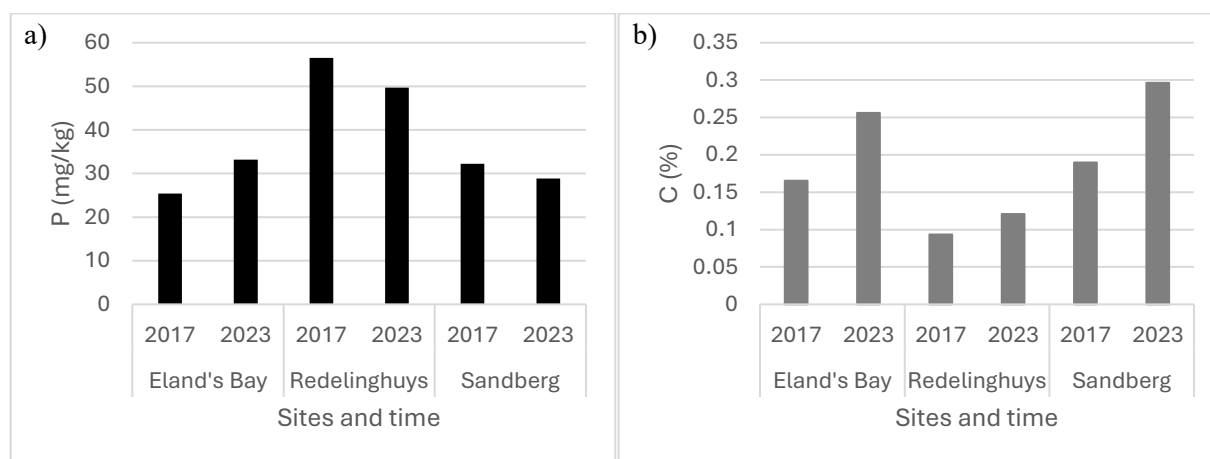 a)
P (mg/kg)
60
50
40
30
20
10
0
2017 2023 2017 2023 2017 2023
Eland's Bay Redelinghuys Sandberg
Sites and time
b)
C (%)
0.35
0.3
0.25
0.2
0.15
0.1
0.05
0
2017 2023 2017 2023 2017 2023
Eland's Bay Redelinghuys Sandberg
Sites and time